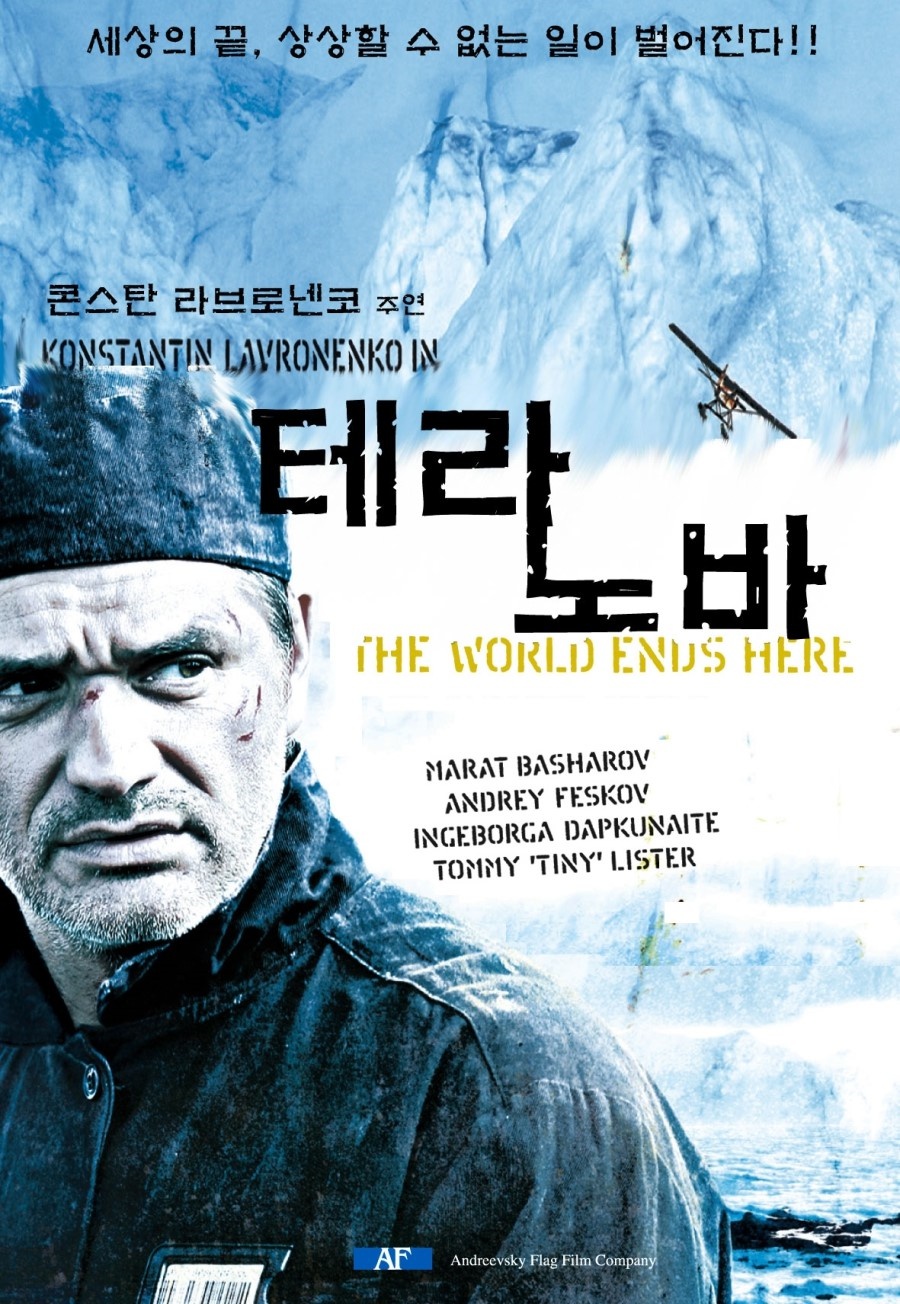 세상의 끝, 상상할 수 없는 일이 벌어진다!!
콘스탄 라브로넨코 주연
KONSTANTIN LAVRONENKO IN
테라
노바
THE WORLD ENDS HERE
MARAT BASHAROV
ANDREY FESKOV
INGEBORGA DAPKUNAITE
TOMMY 'TINY' LISTER
AF Andreevsky Flag Film Company